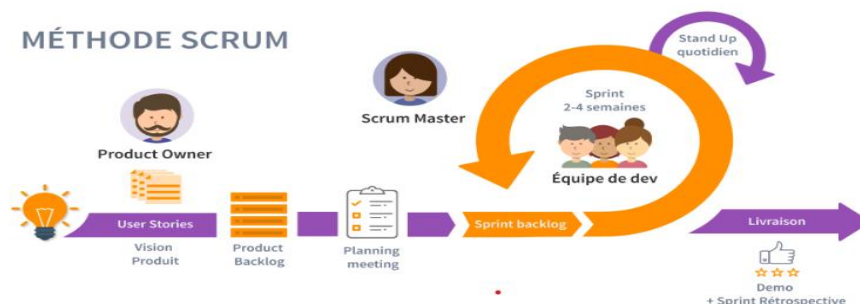 MÉTHODE SCRUM
Stand Up
quotidien
Sprint
2-4 semaines
Scrum Master
Product Owner
Équipe de dev
User Stories
Sprint backlog
Livraison
Vision
Produit
Product
Backlog
Planning
meeting
Demo
+ Sprint Rétrospective